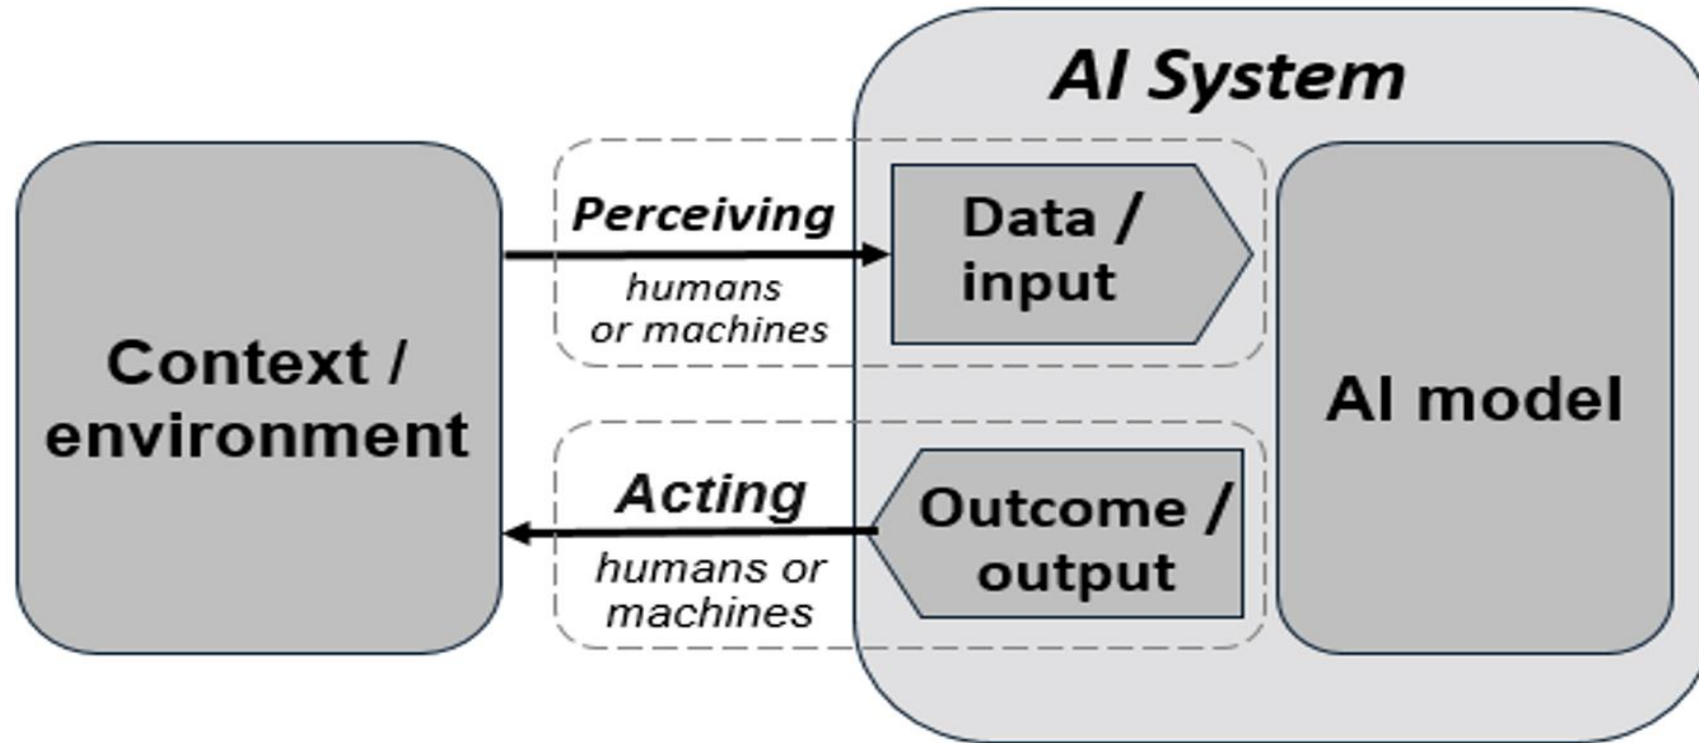 AI System
Perceiving
humans
or machines
Data /
input
Context /
environment
AI model
Acting
humans or
machines
Outcome /
output